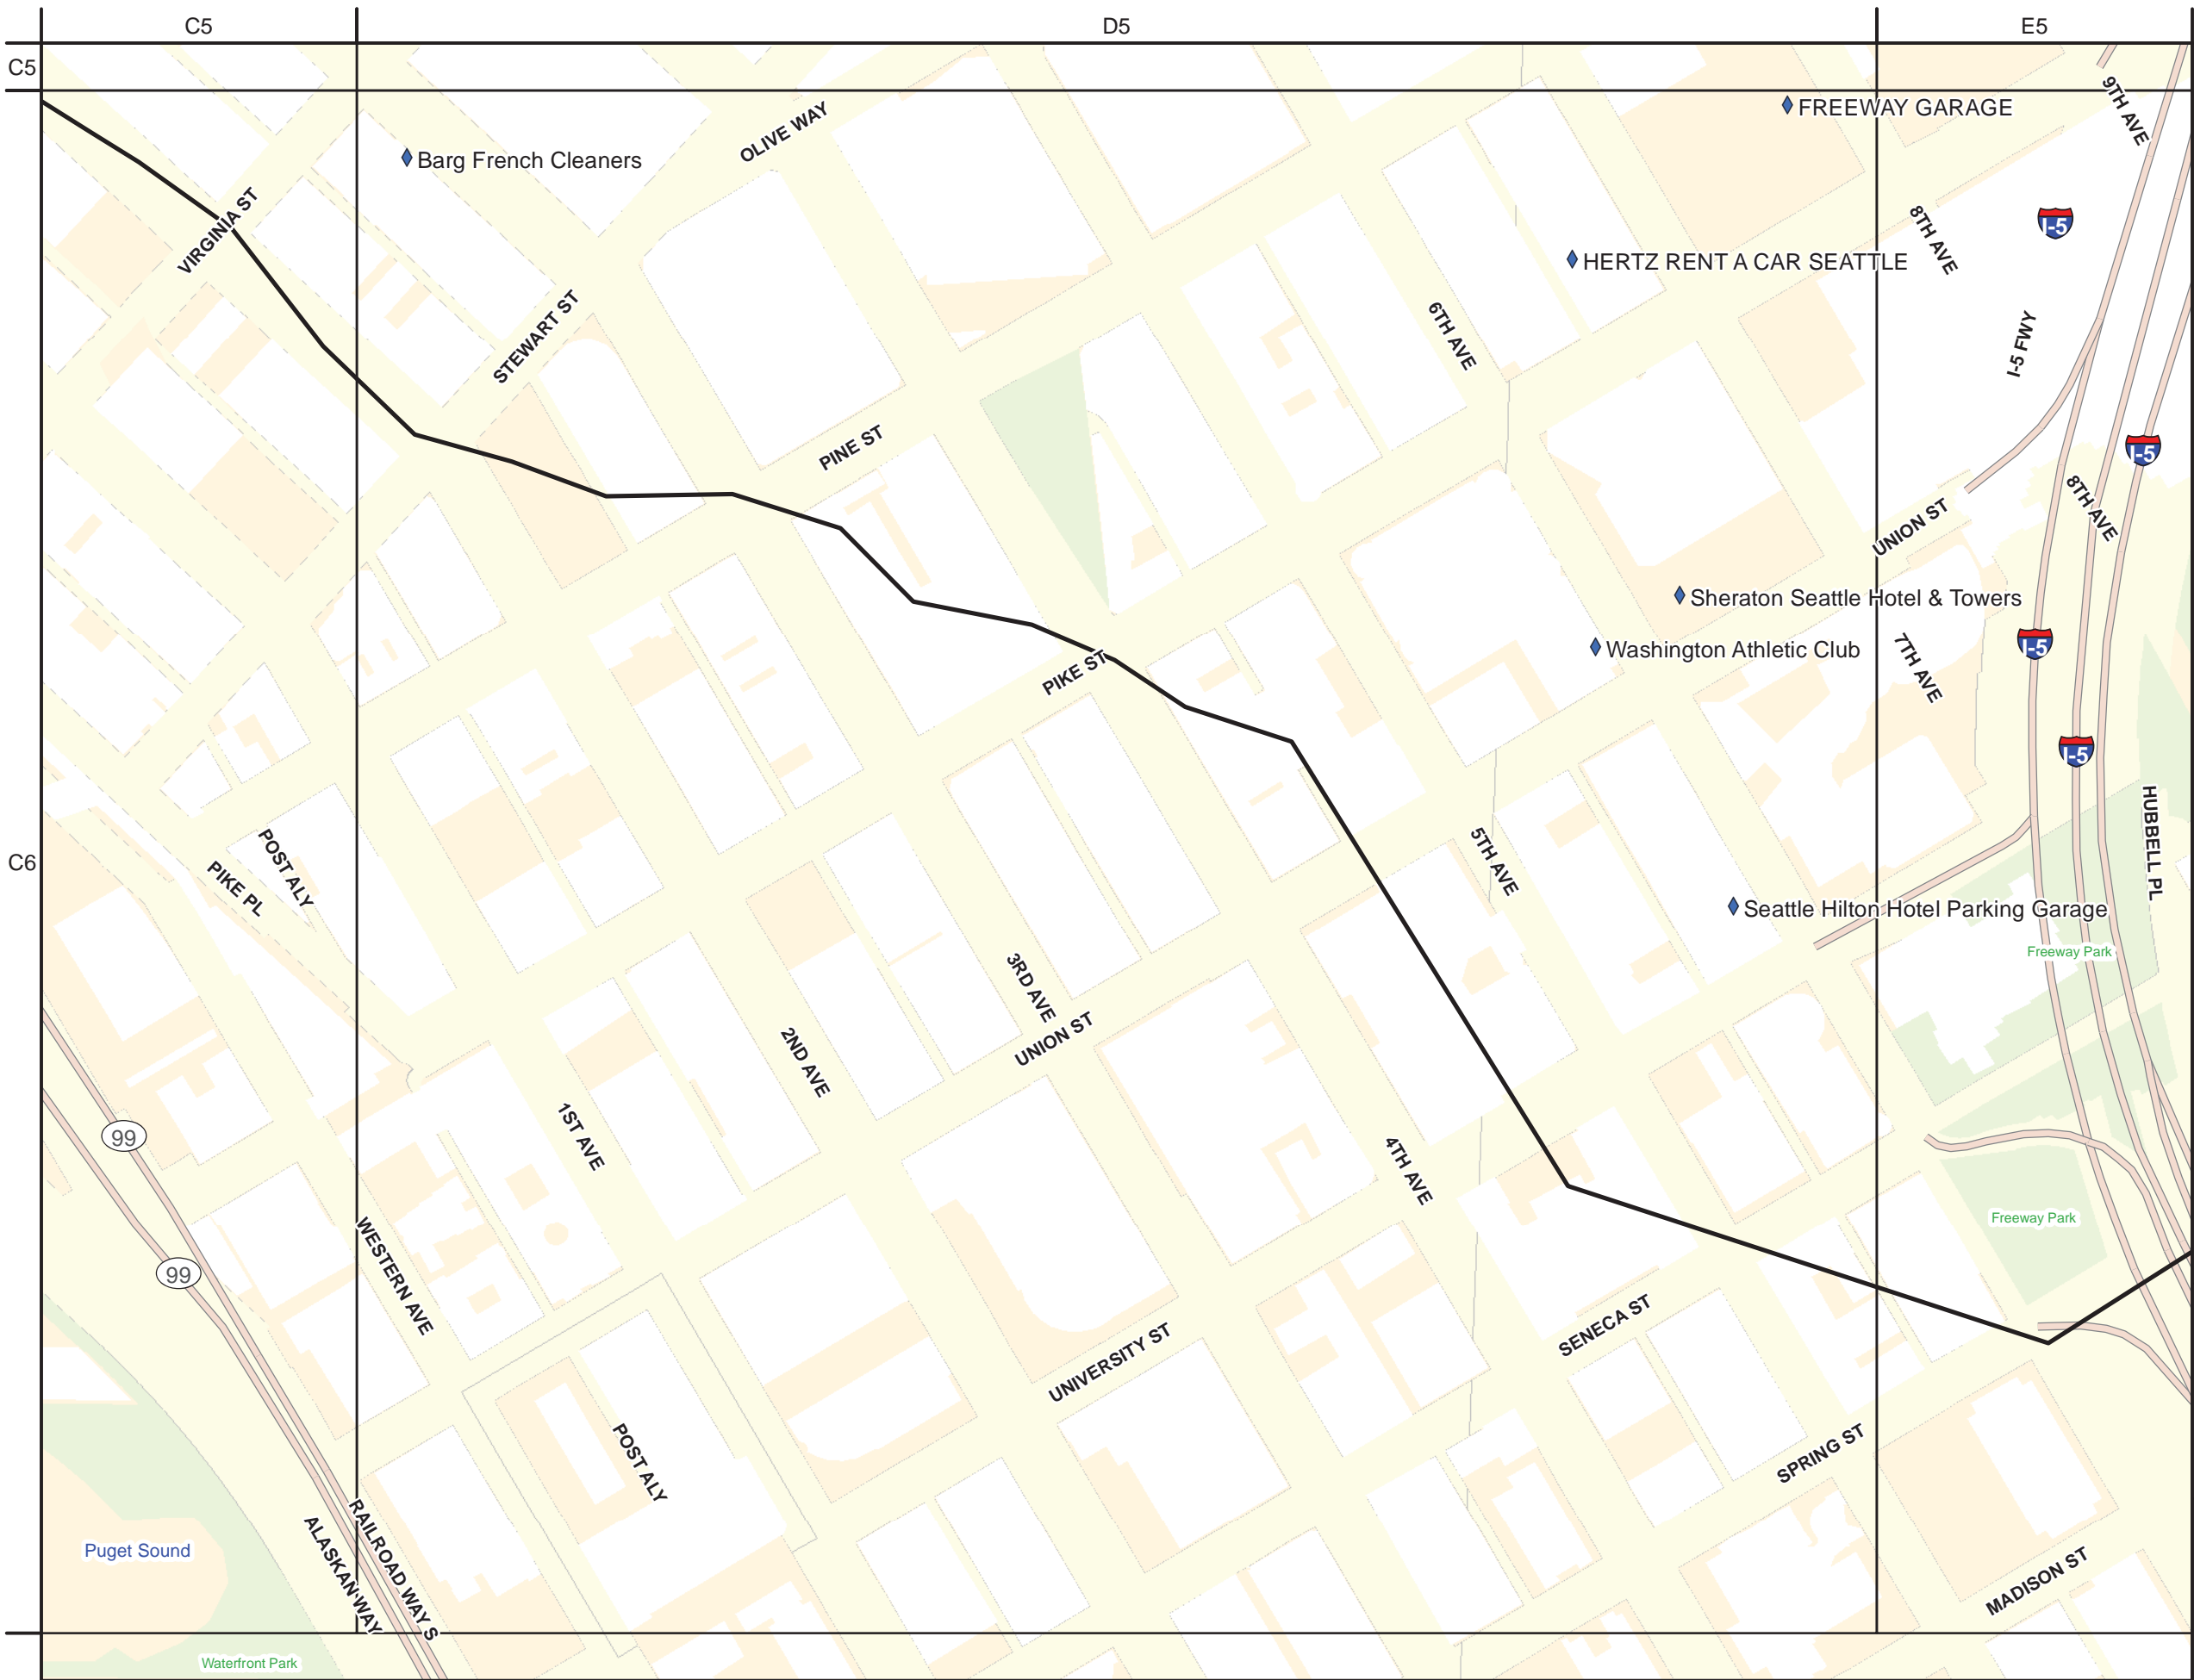 C5
D5
E5
C5
9TH AVE
FREEWAY GARAGE
OLIVE WAY
Barg French Cleaners
VIRGINIA ST
8TH AVE
I-5
HERTZ RENT A CAR SEATTLE
STEWART ST
6TH AVE
I-5 FWY
PINE ST
I-5
8TH AVE
UNION ST
Sheraton Seattle Hotel & Towers
Washington Athletic Club
I-5
7TH AVE
PIKE ST
I-5
HUBBELL PL
C6
POST ALY
PIKE PL
5TH AVE
Seattle Hilton Hotel Parking Garage
Freeway Park
3RD AVE
UNION ST
2ND AVE
99
1ST AVE
4TH AVE
Freeway Park
99
WESTERN AVE
SENECA ST
UNIVERSITY ST
POST ALY
SPRING ST
Puget Sound
RAILROAD WAY S
ALASKAN WAY
MADISON ST
Waterfront Park